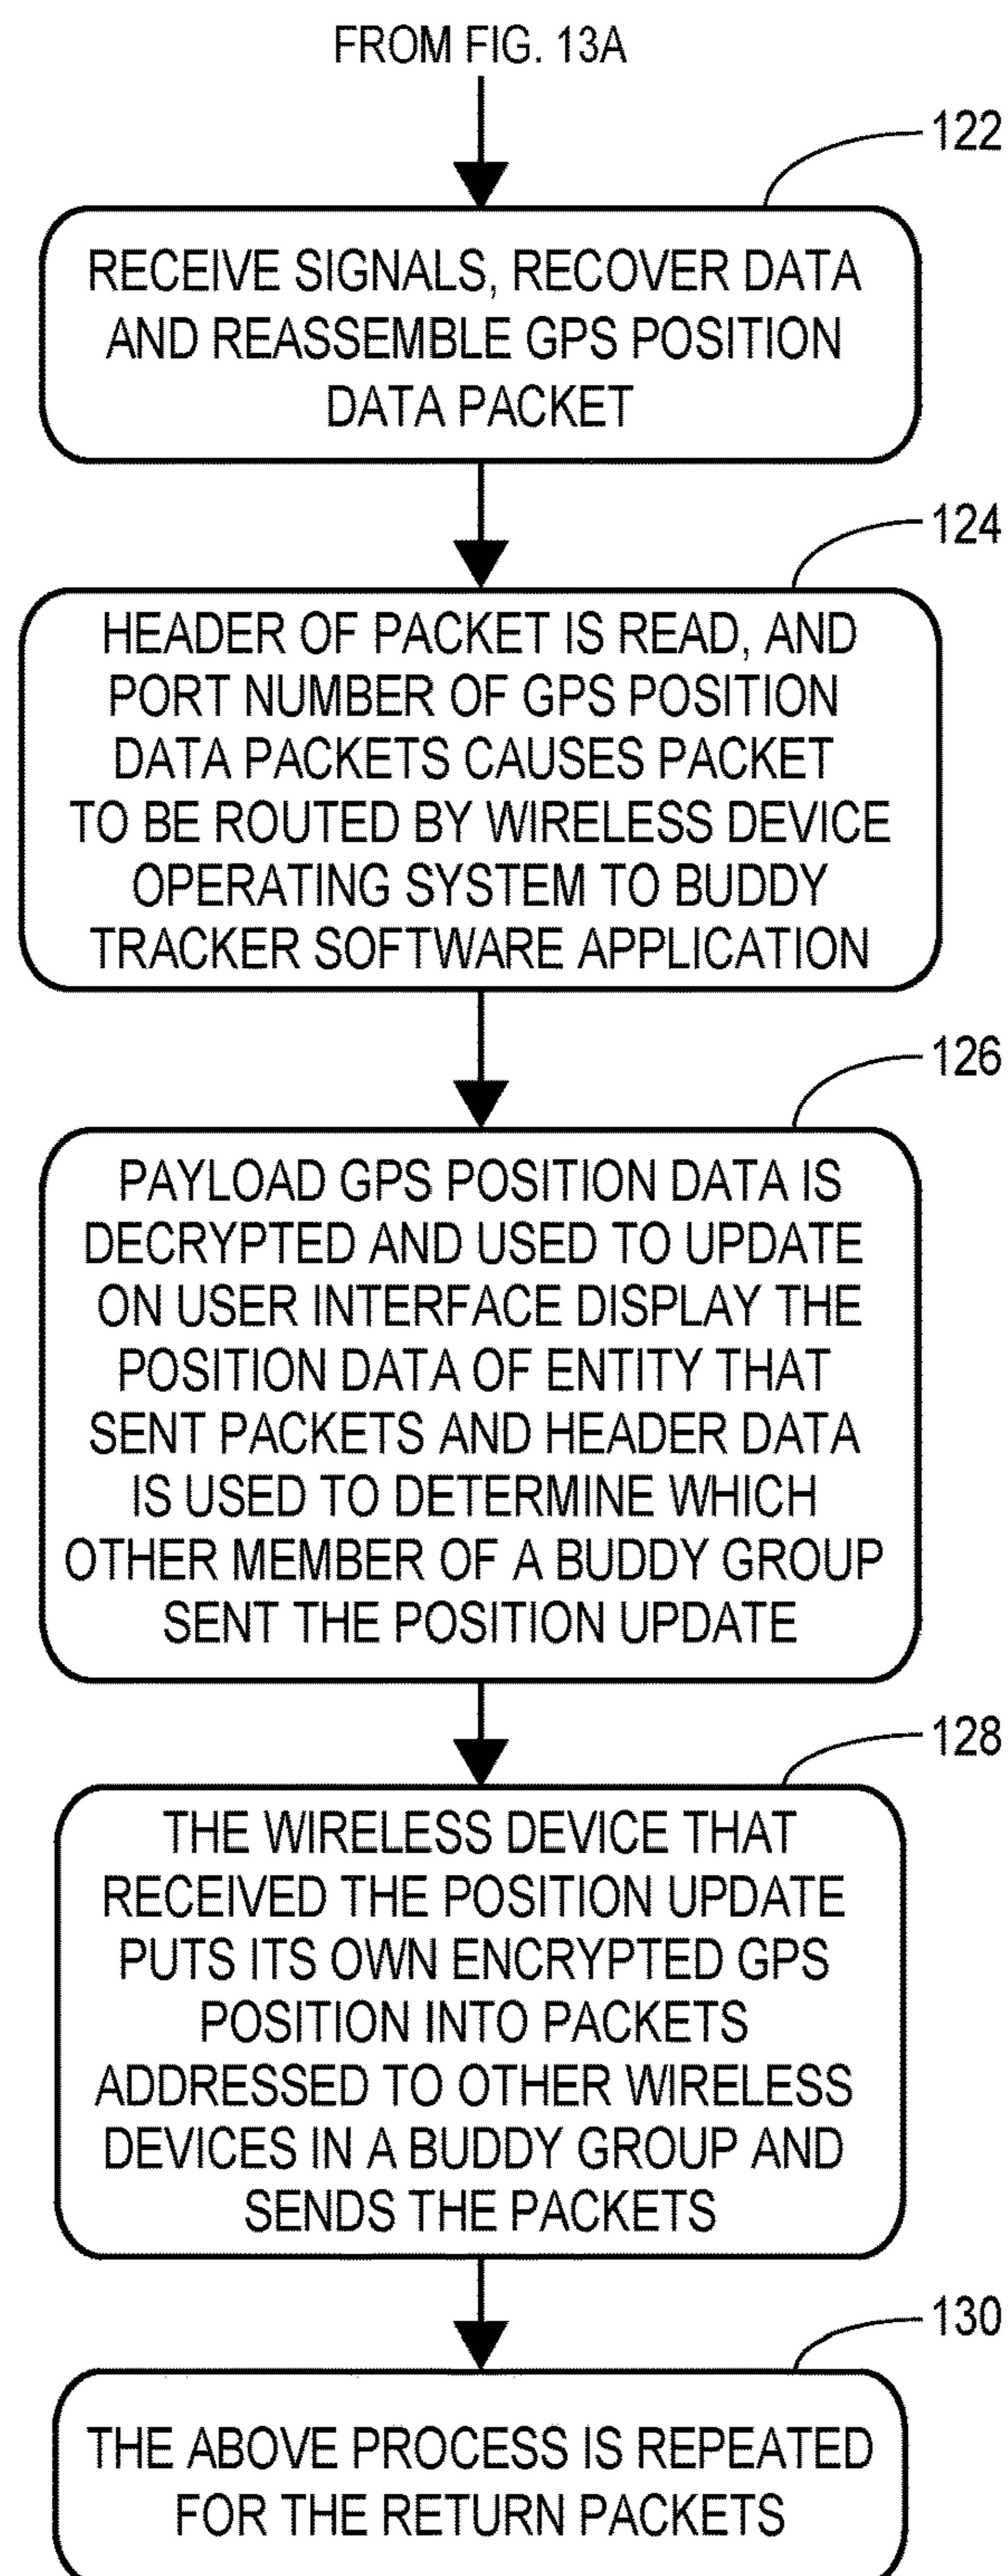 FROM FIG. 13A
122
RECEIVE SIGNALS, RECOVER DATA
AND REASSEMBLE GPS POSITION
DATA PACKET
124
HEADER OF PACKET IS READ, AND
PORT NUMBER OF GPS POSITION
DATA PACKETS CAUSES PACKET
TO BE ROUTED BY WIRELESS DEVICE
OPERATING SYSTEM TO BUDDY
TRACKER SOFTWARE APPLICATION
126
PAYLOAD GPS POSITION DATA IS
DECRYPTED AND USED TO UPDATE
ON USER INTERFACE DISPLAY THE
POSITION DATA OF ENTITY THAT
SENT PACKETS AND HEADER DATA
IS USED TO DETERMINE WHICH
OTHER MEMBER OF A BUDDY GROUP
SENT THE POSITION UPDATE
128
THE WIRELESS DEVICE THAT
RECEIVED THE POSITION UPDATE
PUTS ITS OWN ENCRYPTED GPS
POSITION INTO PACKETS
ADDRESSED TO OTHER WIRELESS
DEVICES IN A BUDDY GROUP AND
SENDS THE PACKETS
130
THE ABOVE PROCESS IS REPEATED
FOR THE RETURN PACKETS